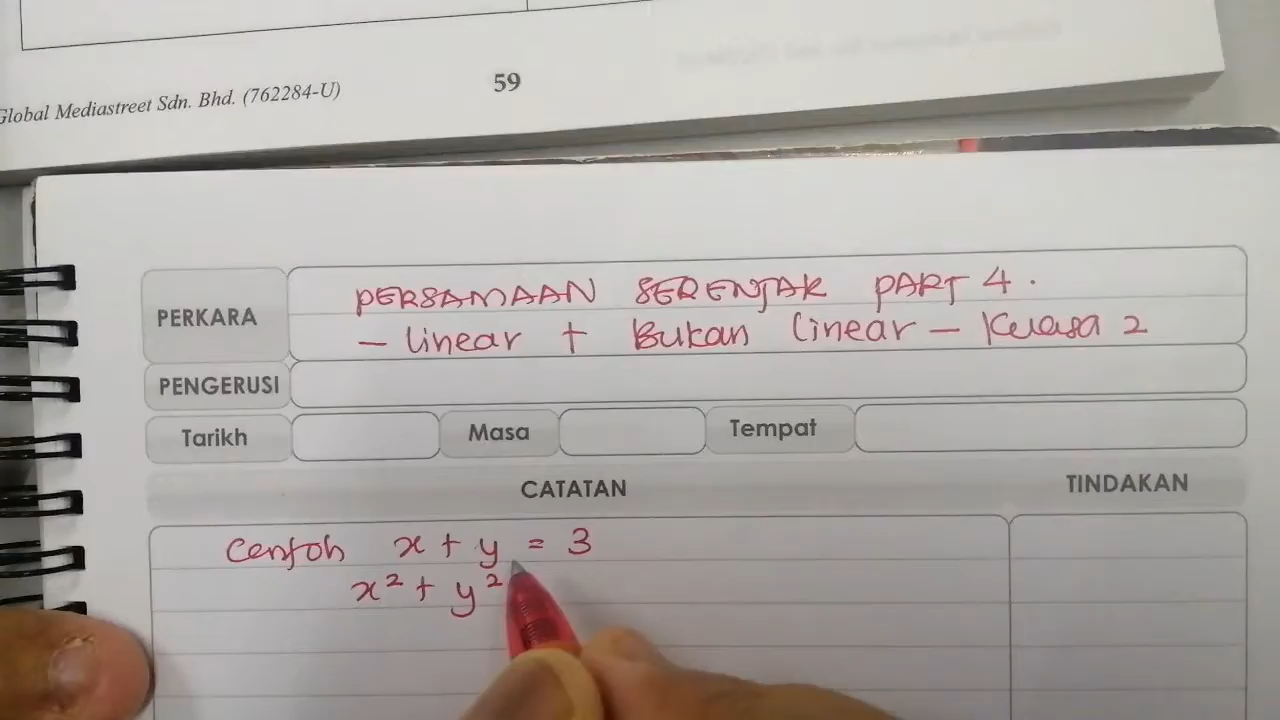 Global Mediastreet Sdn. Bhd. (762284-U)
59
PERKARA
PERSAMAAN SERENTAK PART 4.
- linear + Bukan linear - Kuasa 2
PENGERUSI
Tarikh
Masa
Tempat
CATATAN
TINDAKAN
Contoh x + y = 3
x² + y²